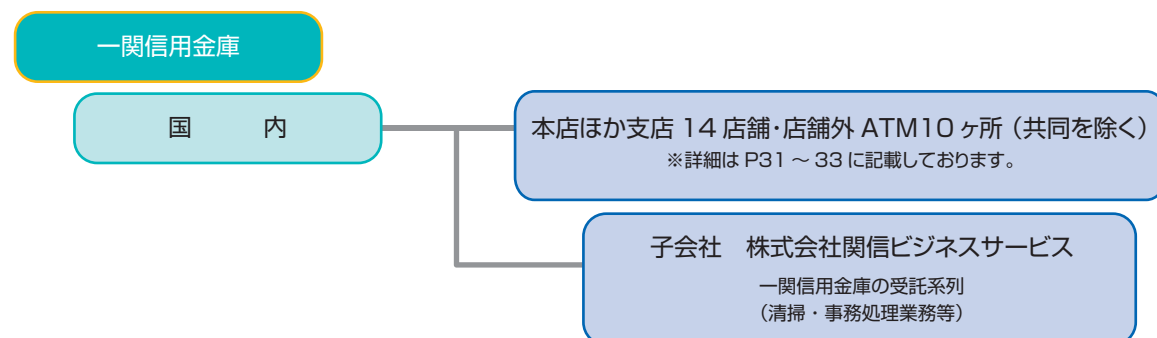 一関信用金庫
国　内
本店ほか支店 14 店舗・店舗外 ATM10 ヶ所（共同を除く）
※詳細は P31 ～ 33 に記載しております。
子会社　株式会社関信ビジネスサービス
一関信用金庫の受託系列
（清掃・事務処理業務等）